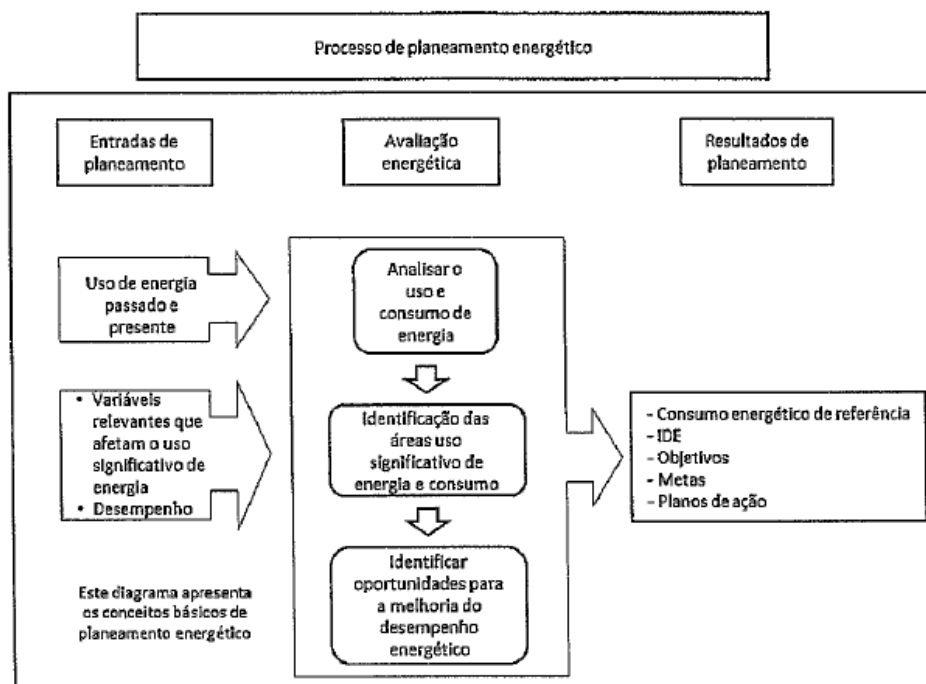 Processo de planeamento energético
Entradas de
planeamento
Avaliação
energética
Resultados de
planeamento
Uso de energia
passado e
presente
• Variáveis
relevantes que
afetam o uso
significativo de
energia
• Desempenho
Este diagrama apresenta
os conceitos básicos de
planeamento energético
Analisar o
uso e
consumo de
energia
Identificação das
áreas uso
significativo de
energia e consumo
Identificar
oportunidades para
a melhoria do
desempenho
energético
- Consumo energético de referência
- IDE
- Objetivos
- Metas
- Planos de ação